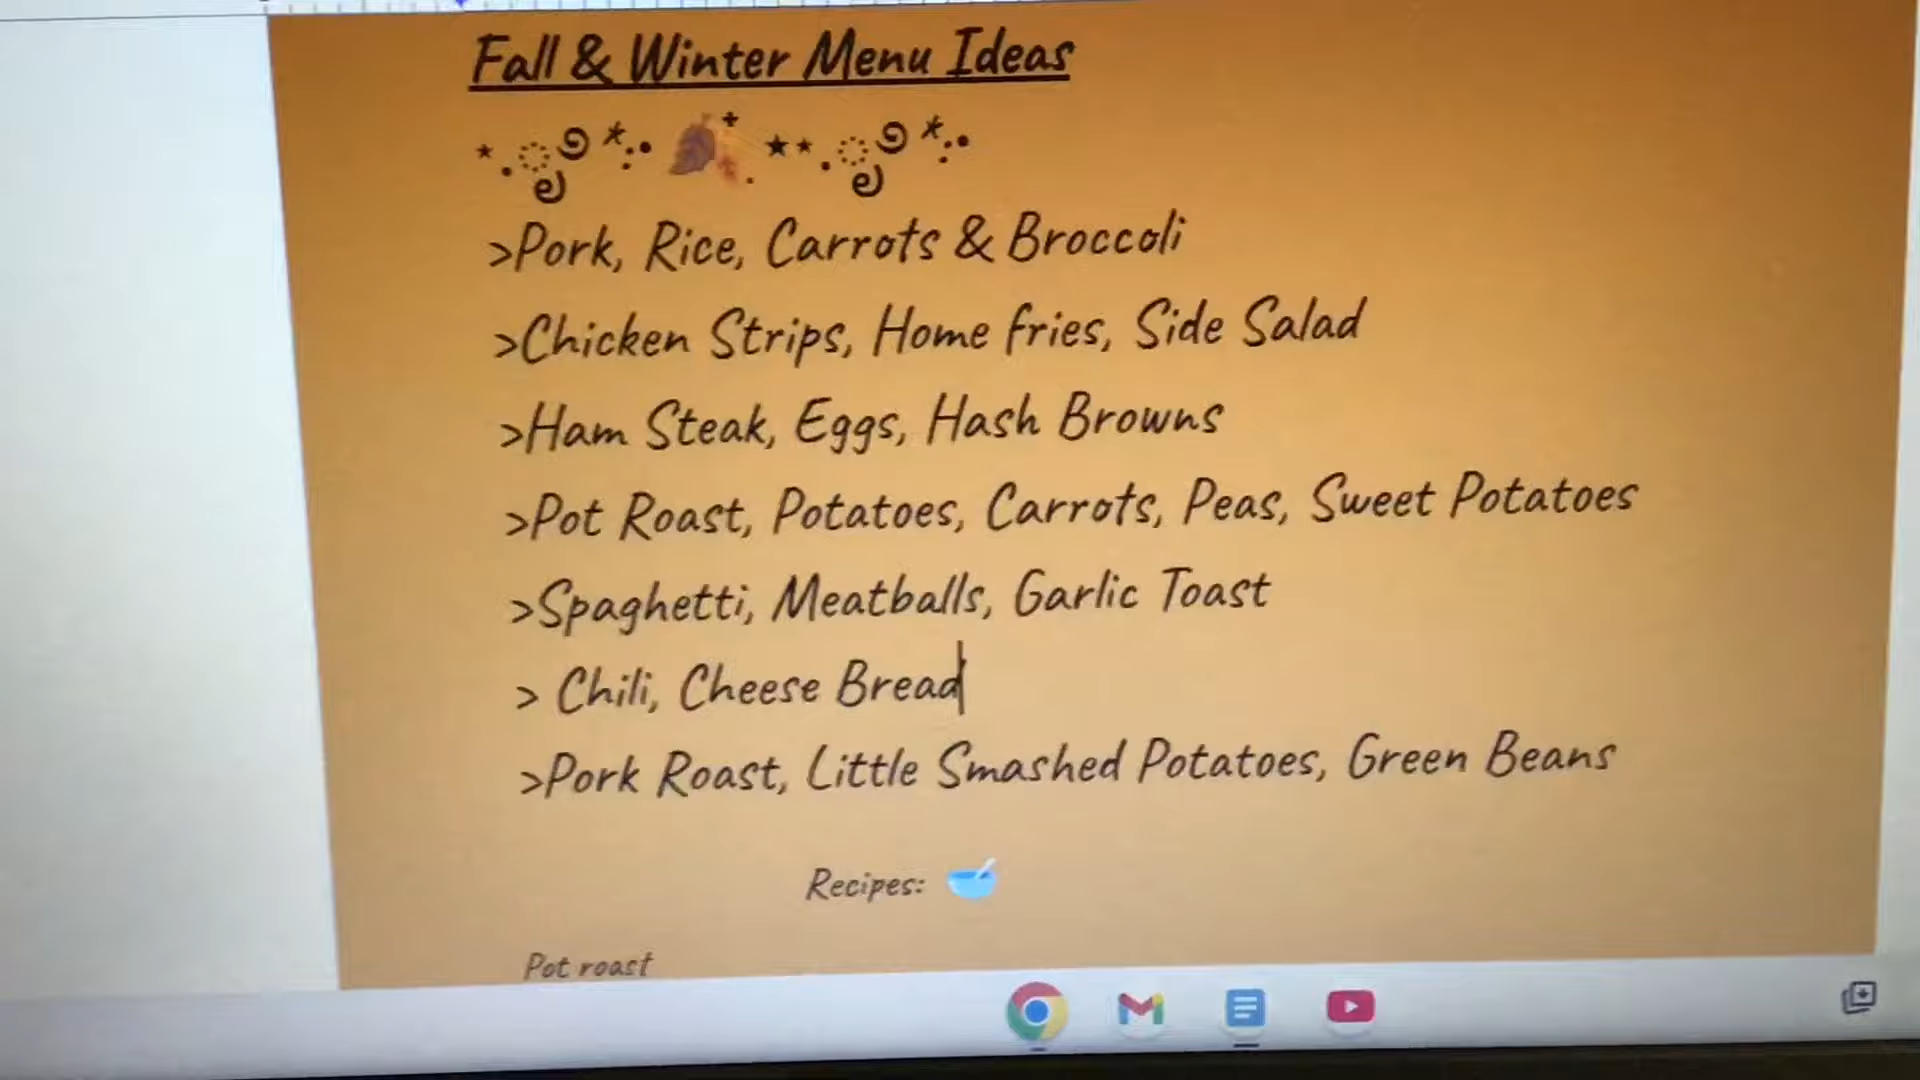 Fall & Winter Menu Ideas
>Pork, Rice, Carrots & Broccoli
>Chicken Strips, Home fries, Side Salad
>Ham Steak, Eggs, Hash Browns
>Pot Roast, Potatoes, Carrots, Peas, Sweet Potatoes
>Spaghetti, Meatballs, Garlic Toast
> Chili, Cheese Bread
>Pork Roast, Little Smashed Potatoes, Green Beans
Recipes:
Pot roast